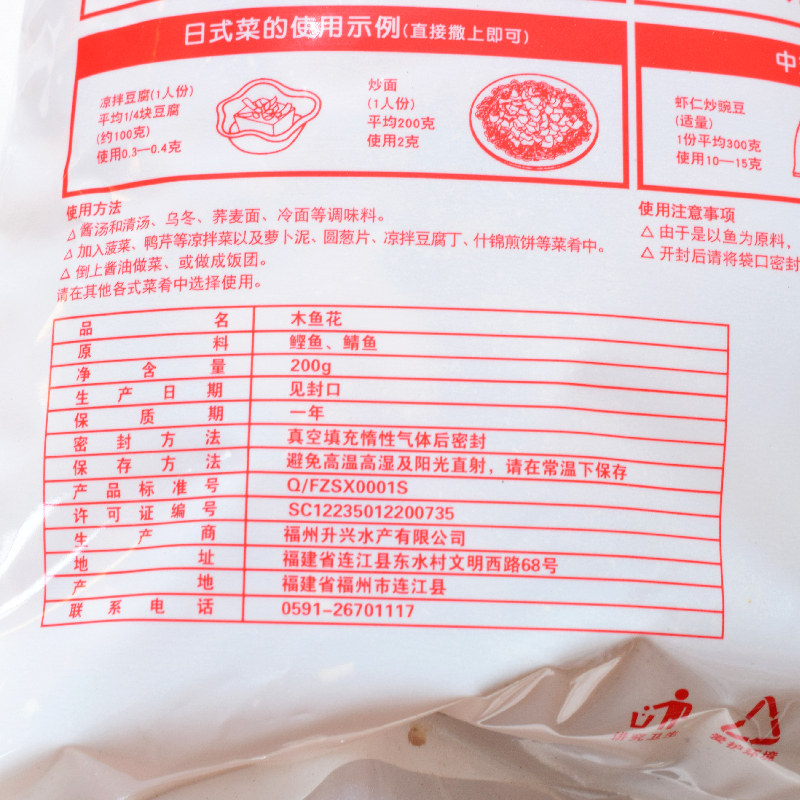 日式菜的使用示例(直接撒上即可)
中
凉拌豆腐(1人份)
平均1/4块豆腐
(约100克)
使用0.3—0.4克
炒面
(1人份)
平均200克
使用2克
虾仁炒豌豆
(适量)
1份平均300克
使用10—15克
使用方法
△酱汤和清汤、乌冬、荞麦面、冷面等调味料。
△加入菠菜、鸭芹等凉拌菜以及萝卜泥、圆葱片、凉拌豆腐丁、什锦煎饼等菜肴中。
△倒上酱油做菜、或做成饭团。
请在其他各式菜肴中选择使用。
使用注意事项
△由于是以鱼为原料，
△开封后请将袋口密封
品名 木鱼花
原料 鲣鱼、鲭鱼
净含量 200g
生产日期 见封口
保质期 一年
密封方法 真空填充惰性气体后密封
保存方法 避免高温高湿及阳光直射，请在常温下保存
产品标准号 Q/FZSX0001S
许可证编号 SC12235012200735
生产商 福州升兴水产有限公司
地址 福建省连江县东水村文明西路68号
产地 福建省福州市连江县
联系电话 0591-26701117
讲究卫生
爱护环境